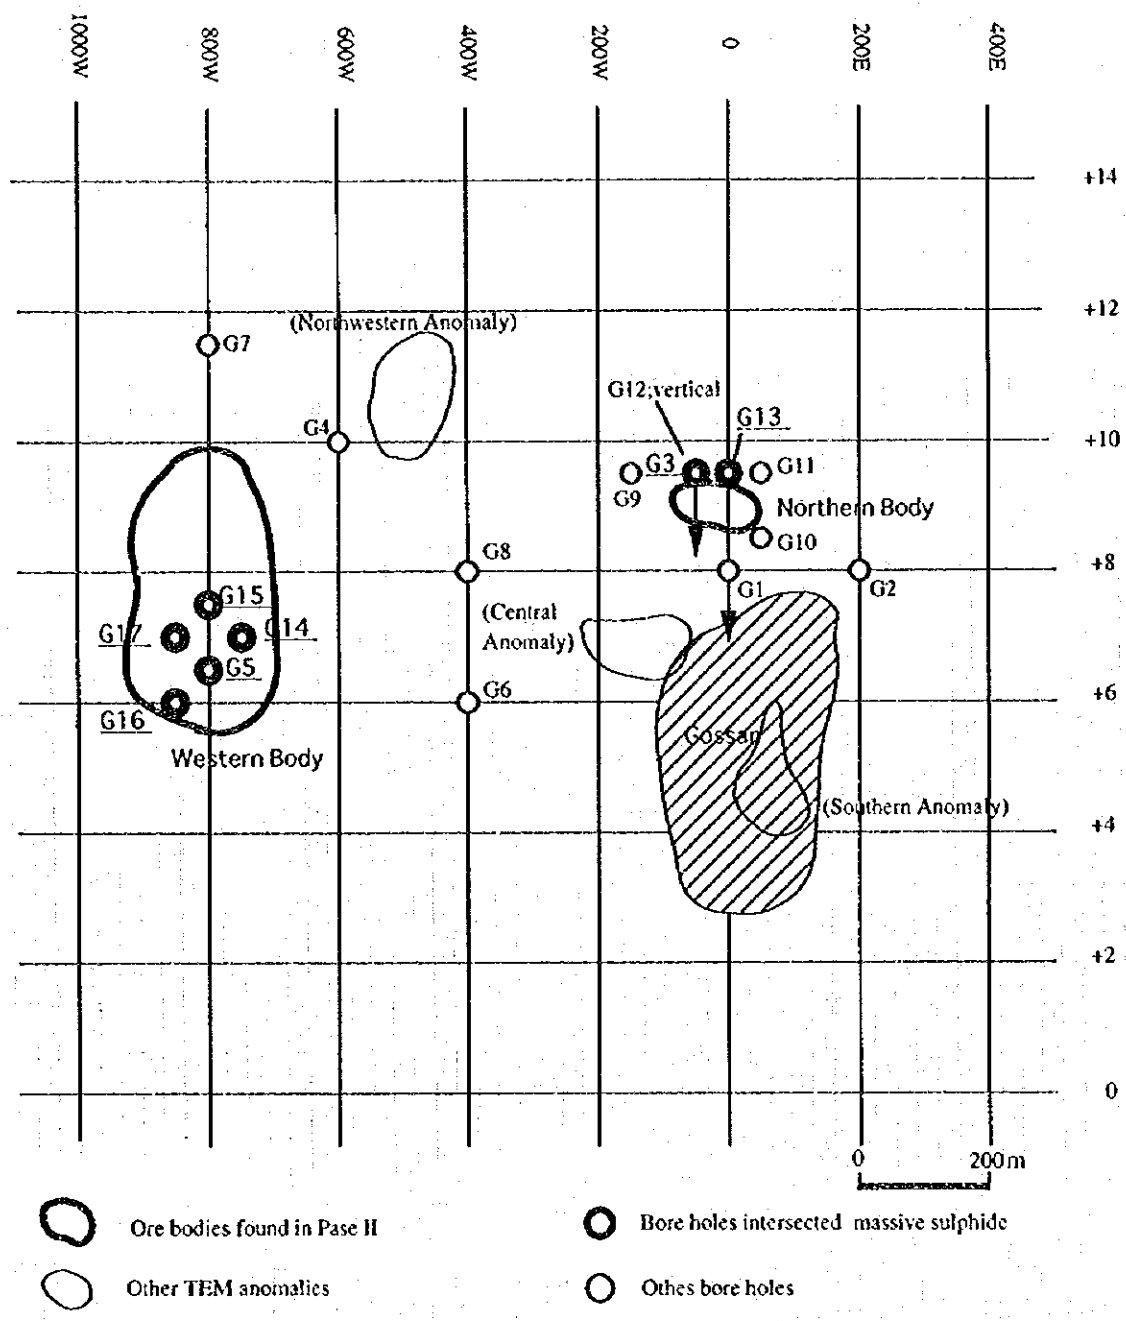 1000W
800W
600W
400W
200W
0
200E
400E
+14
+12
(Northwestern Anomaly)
G7
G12;vertical
G13
G4
+10
G3
G11
G9
Northern Body
G10
G8
+8
G1
G2
G15
(Central
Anomaly)
G17
G14
G5
G6
+6
G16
Gossan
Western Body
(Southern Anomaly)
+4
+2
0
0
200m
Ore bodies found in Pase II
Bore holes intersected massive sulphide
Other TEM anomalies
Othes bore holes